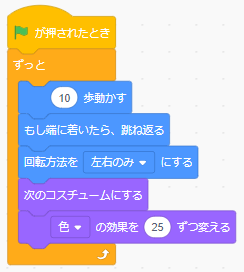 が押されたとき
ずっと
10 歩動かす
もし端に着いたら、跳ね返る
回転方法を 左右のみ にする
次のコスチュームにする
色 の効果を 25 ずつ変える